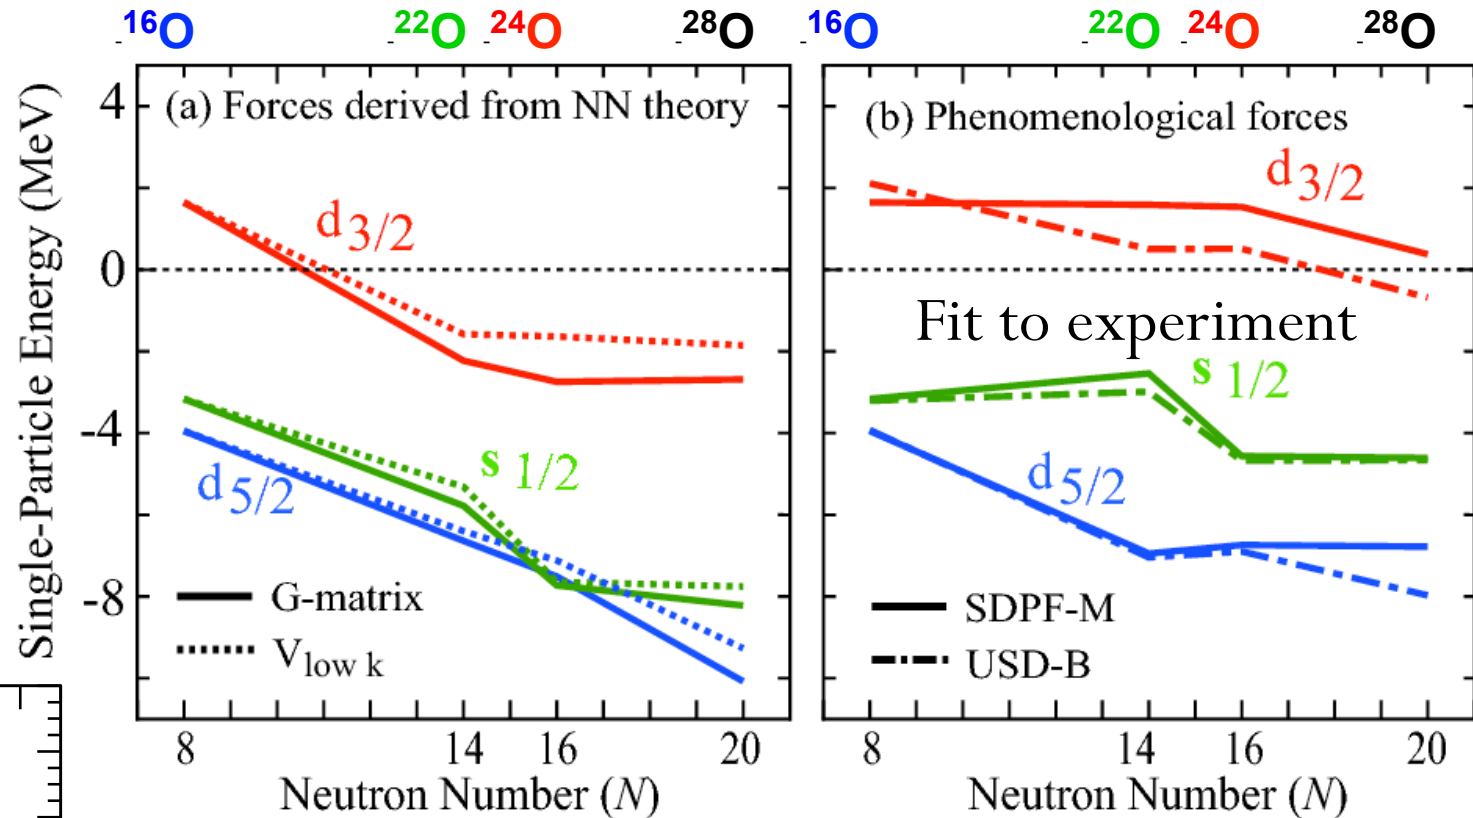 -16O -22O -24O -28O -16O -22O -24O -28O
(a) Forces derived from NN theory
(b) Phenomenological forces
Single-Particle Energy (MeV)
4
0
-4
-8
d3/2
s 1/2
d5/2
G-matrix
Vlow k
d3/2
Fit to experiment
s 1/2
d5/2
SDPF-M
USD-B
8 14 16 20
8 14 16 20
Neutron Number (N)
Neutron Number (N)